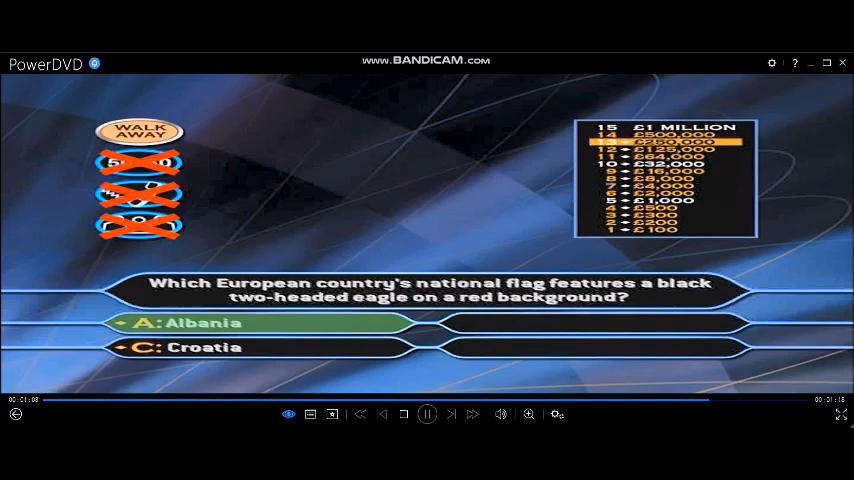 PowerDVD
www.BANDICAM.com
WALK
AWAY
15 £1 MILLION
14 £500,000
13 £250,000
12 £125,000
11 £64,000
10 £32,000
9 £16,000
8 £8,000
7 £4,000
6 £2,000
5 £1,000
4 £500
3 £300
2 £200
1 £100
Which European country's national flag features a black
two-headed eagle on a red background?
A: Albania
C: Croatia
00:01:08
00:01:18